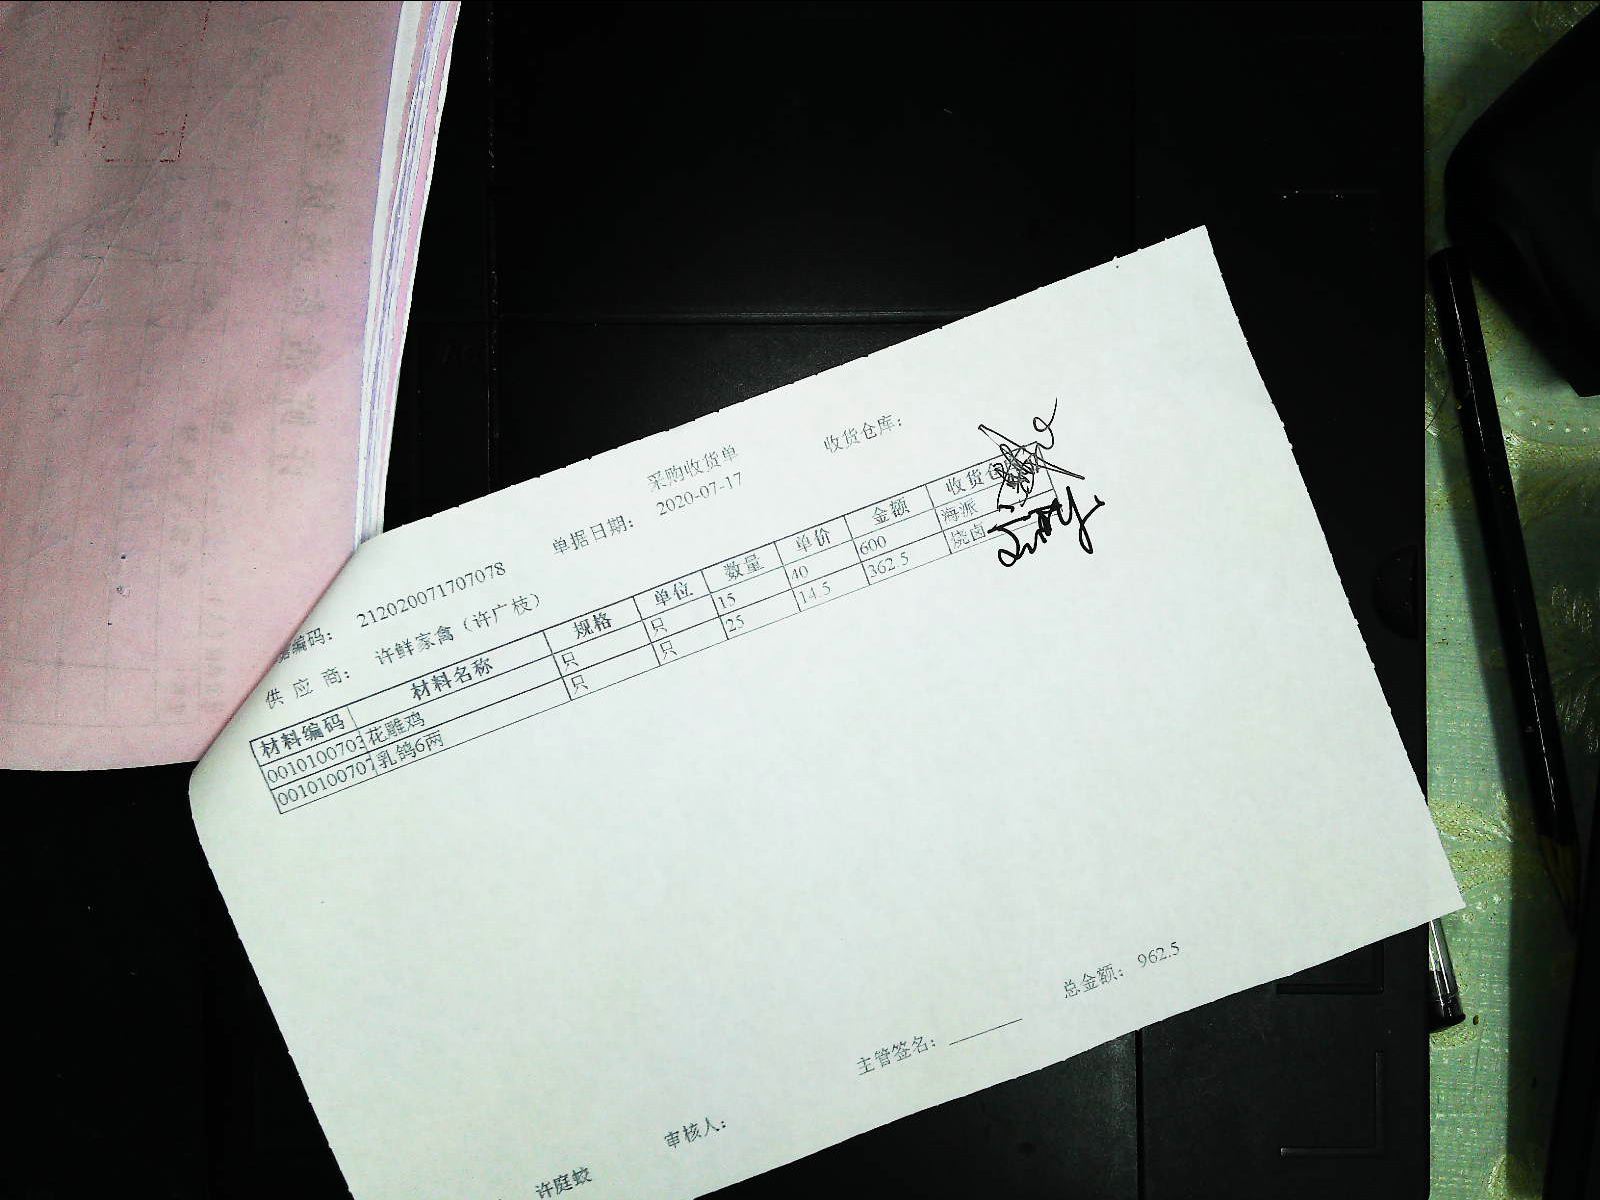 采购收货单
收货仓库：
编码： 212020071707078 单据日期： 2020-07-17
供 应 商： 许鲜家禽（许广枝）
材料编码 材料名称 规格 单位 数量 单价 金额 收货
0010100703 花雕鸡 只 只 15 40 600 海派
0010100707 乳鸽6两 只 只 25 14.5 362.5 烧卤
总金额： 962.5
主管签名：
审核人：
许庭蛟